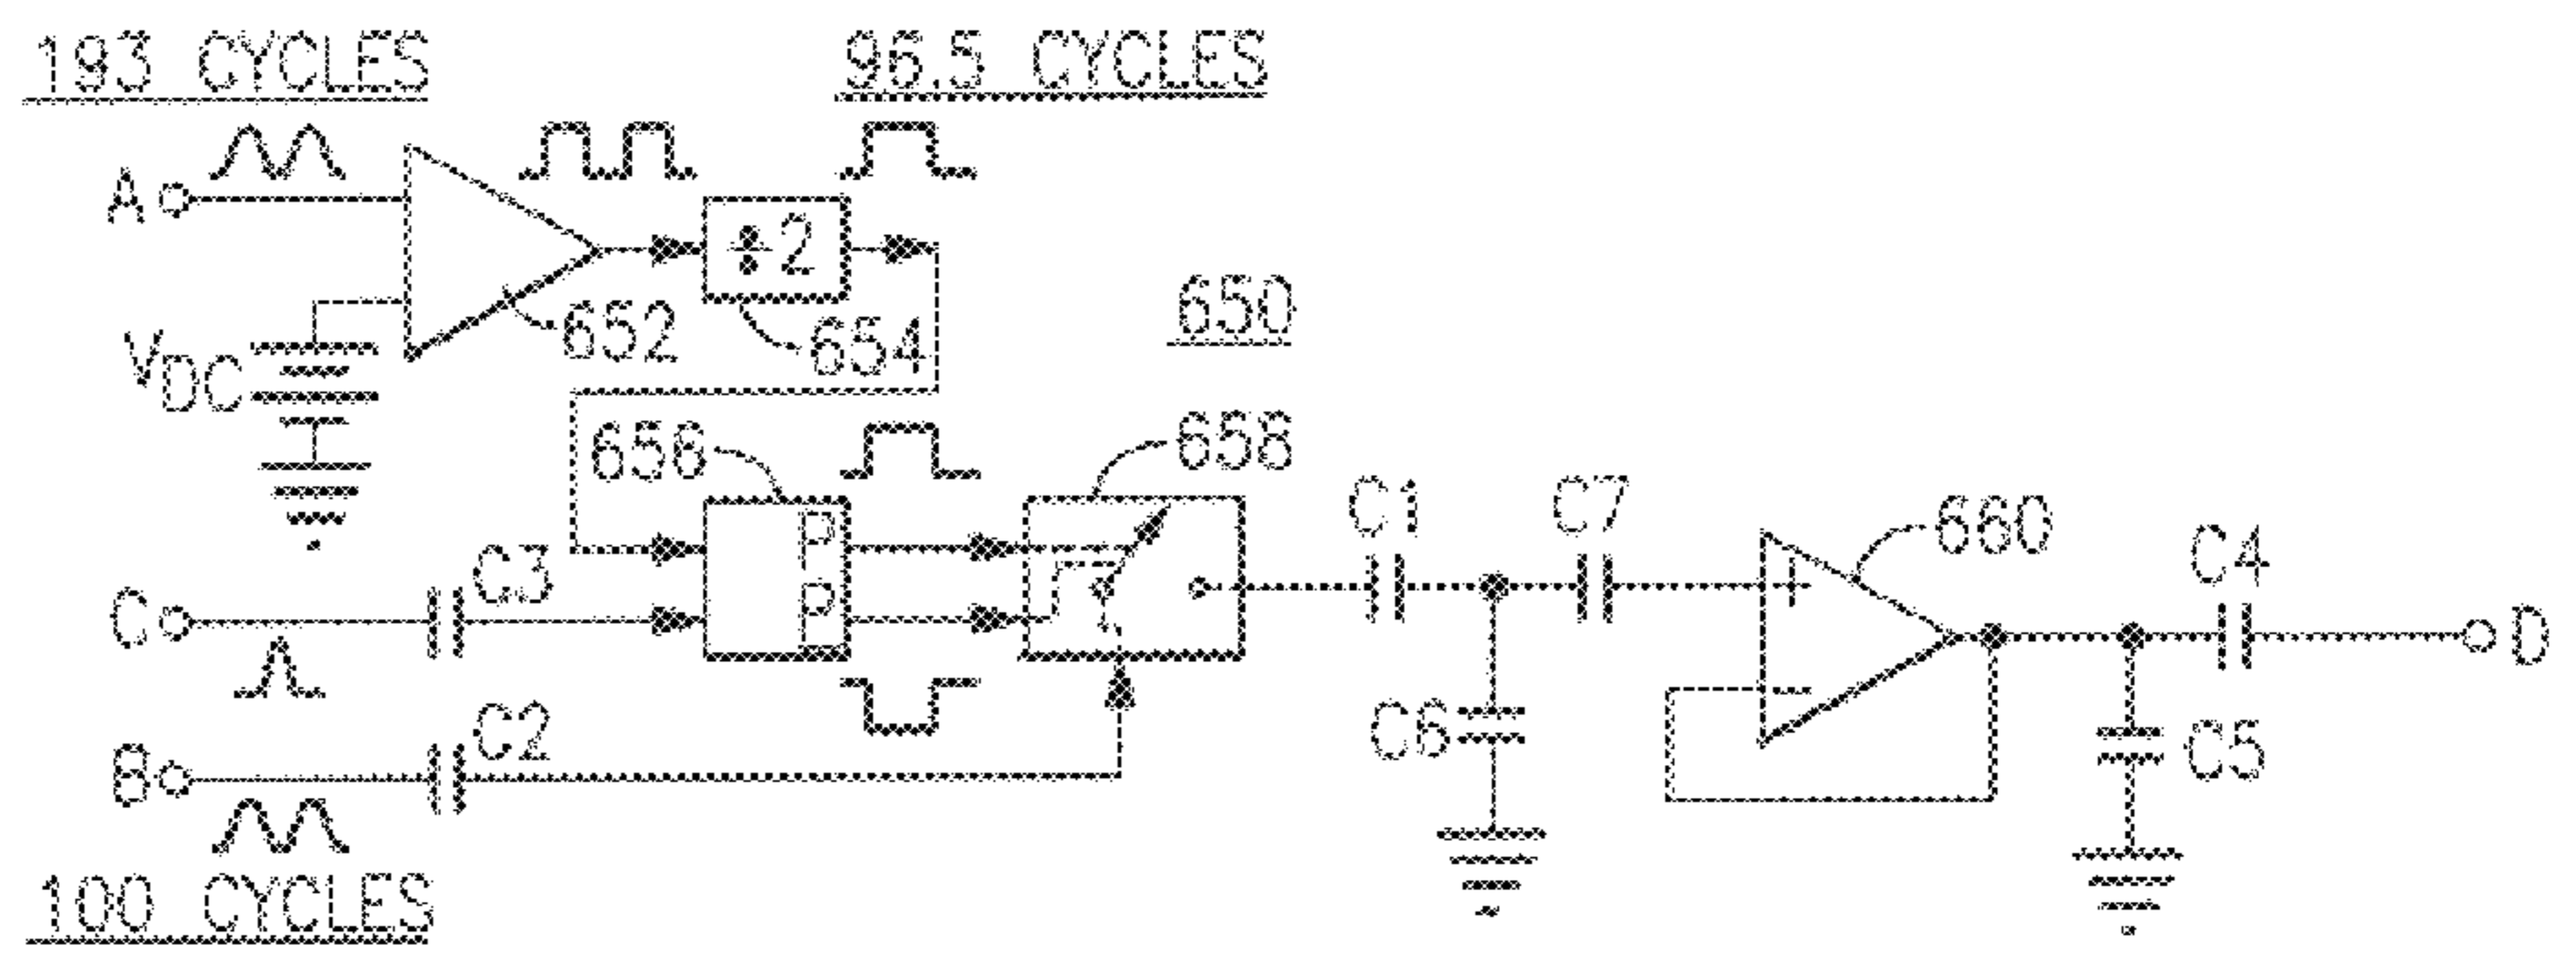 193 CYCLES
96.5 CYCLES
A
÷2
652
654
650
VDC
656
658
P
P
C
C3
B
C2
100 CYCLES
C1
C7
660
+
−
C6
C4
C5
D